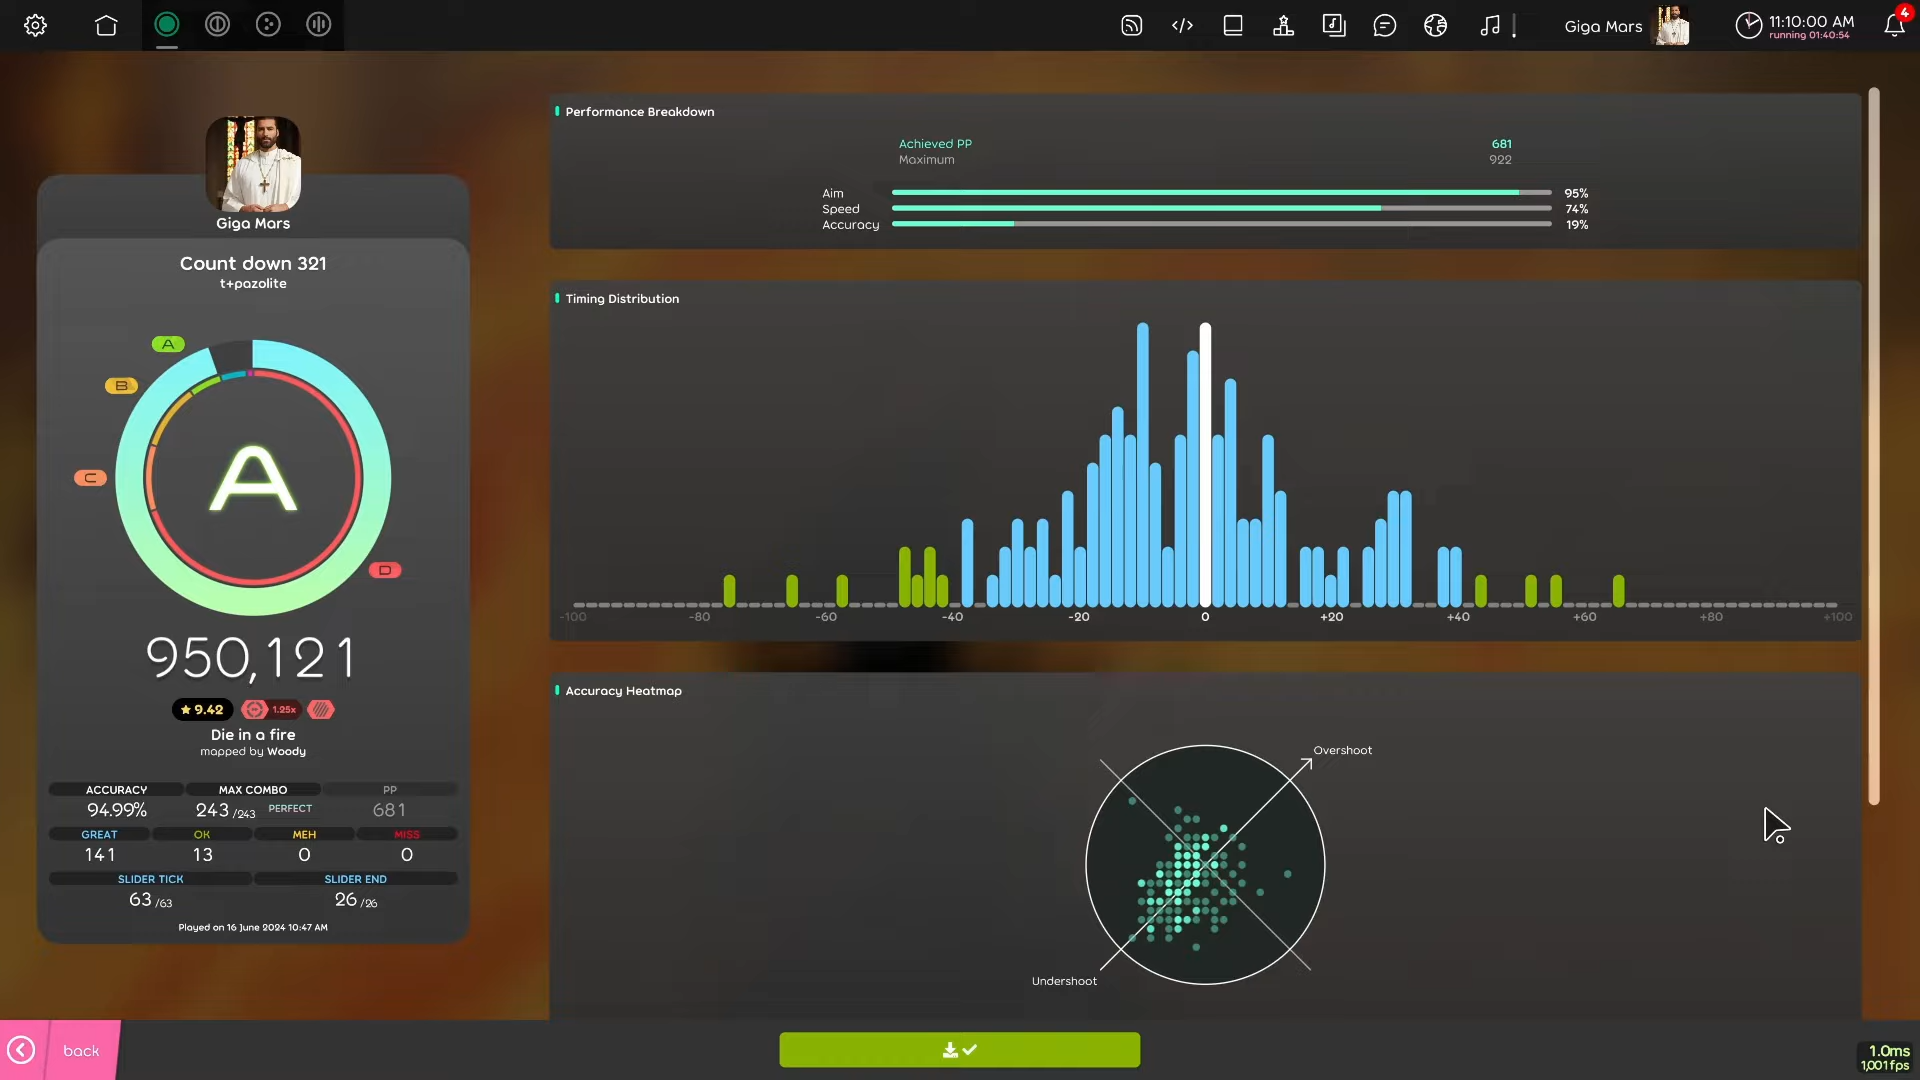 Giga Mars
11:10:00 AM
running 01:40:54
4
Giga Mars
Count down 321
t+pazolite
A
B
C
D
A
950,121
9.42
1.25x
Die in a fire
mapped by Woody
ACCURACY
MAX COMBO
PP
94.99%
243 /243 PERFECT
681
GREAT
OK
MEH
MISS
141
13
0
0
SLIDER TICK
SLIDER END
63 /63
26 /26
Played on 16 June 2024 10:47 AM
Performance Breakdown
Achieved PP 681
Maximum 922
Aim 95%
Speed 74%
Accuracy 19%
Timing Distribution
-100 -80 -60 -40 -20 0 +20 +40 +60 +80 +100
Accuracy Heatmap
Overshoot
Undershoot
back
1.0ms
1,001fps